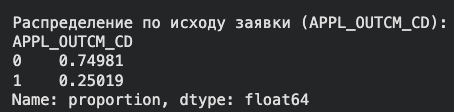 Распределение по исходу заявки (APPL_OUTCM_CD):
APPL_OUTCM_CD
0    0.74981
1    0.25019
Name: proportion, dtype: float64